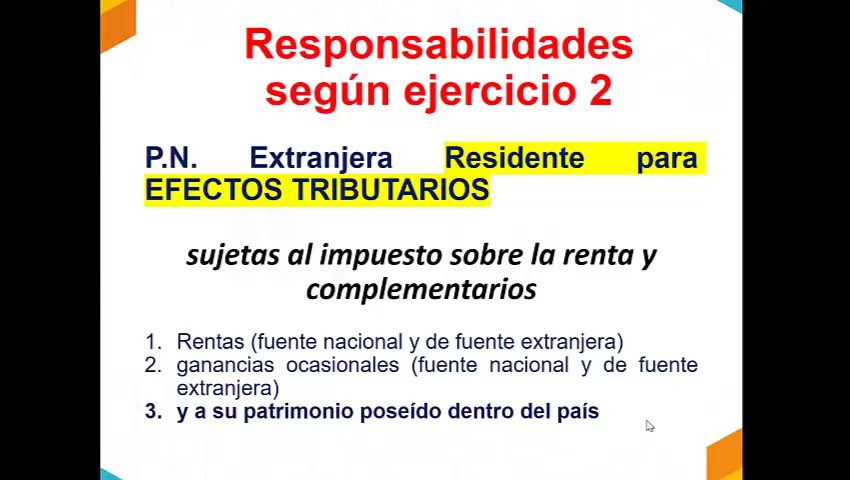 Responsabilidades
según ejercicio 2
P.N. Extranjera Residente para
EFECTOS TRIBUTARIOS
sujetas al impuesto sobre la renta y
complementarios
1. Rentas (fuente nacional y de fuente extranjera)
2. ganancias ocasionales (fuente nacional y de fuente
extranjera)
3. y a su patrimonio poseído dentro del país